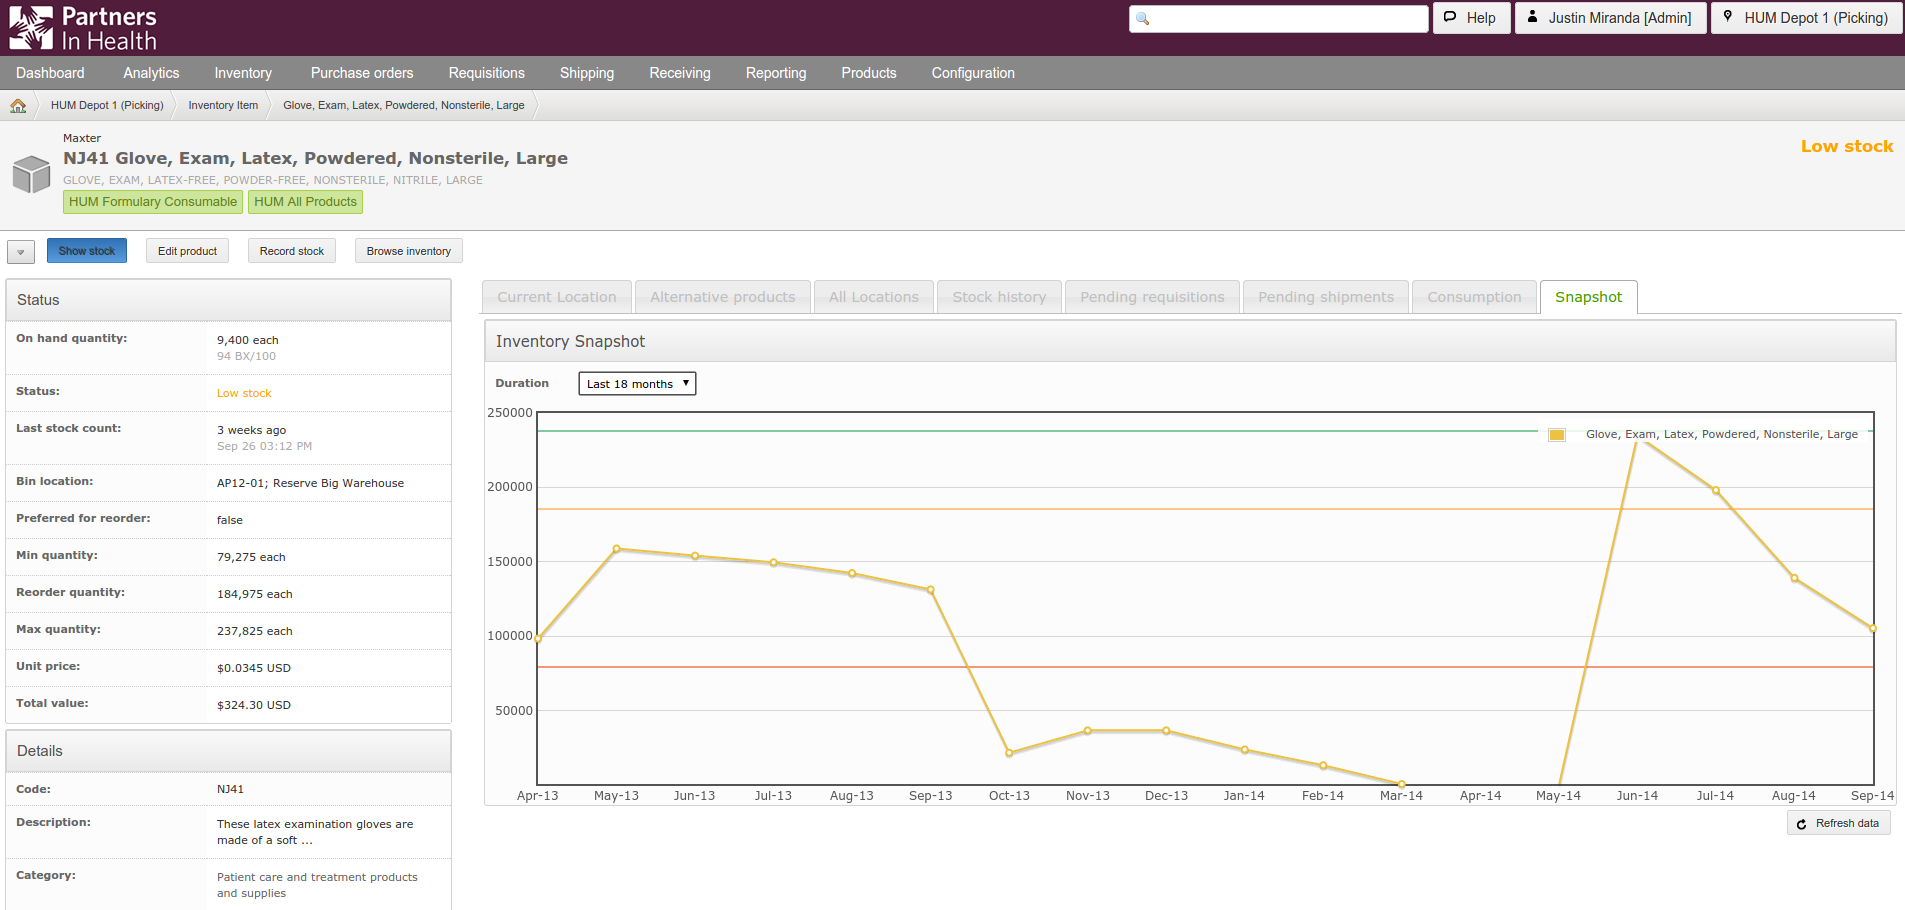 Partners
In Health
Help
Justin Miranda [Admin]
HUM Depot 1 (Picking)
Dashboard Analytics Inventory Purchase orders Requisitions Shipping Receiving Reporting Products Configuration
HUM Depot 1 (Picking) Inventory Item Glove, Exam, Latex, Powdered, Nonsterile, Large
Maxter
NJ41 Glove, Exam, Latex, Powdered, Nonsterile, Large
GLOVE, EXAM, LATEX-FREE, POWDER-FREE, NONSTERILE, NITRILE, LARGE
HUM Formulary Consumable HUM All Products
Low stock
Show stock Edit product Record stock Browse inventory
Status
On hand quantity: 9,400 each
94 BX/100
Status: Low stock
Last stock count: 3 weeks ago
Sep 26 03:12 PM
Bin location: AP12-01; Reserve Big Warehouse
Preferred for reorder: false
Min quantity: 79,275 each
Reorder quantity: 184,975 each
Max quantity: 237,825 each
Unit price: $0.0345 USD
Total value: $324.30 USD
Details
Code: NJ41
Description: These latex examination gloves are
made of a soft ...
Category: Patient care and treatment products
and supplies
Current Location Alternative products All Locations Stock history Pending requisitions Pending shipments Consumption Snapshot
Inventory Snapshot
Duration Last 18 months
250000
200000
150000
100000
50000
Glove, Exam, Latex, Powdered, Nonsterile, Large
Apr-13 May-13 Jun-13 Jul-13 Aug-13 Sep-13 Oct-13 Nov-13 Dec-13 Jan-14 Feb-14 Mar-14 Apr-14 May-14 Jun-14 Jul-14 Aug-14 Sep-14
Refresh data